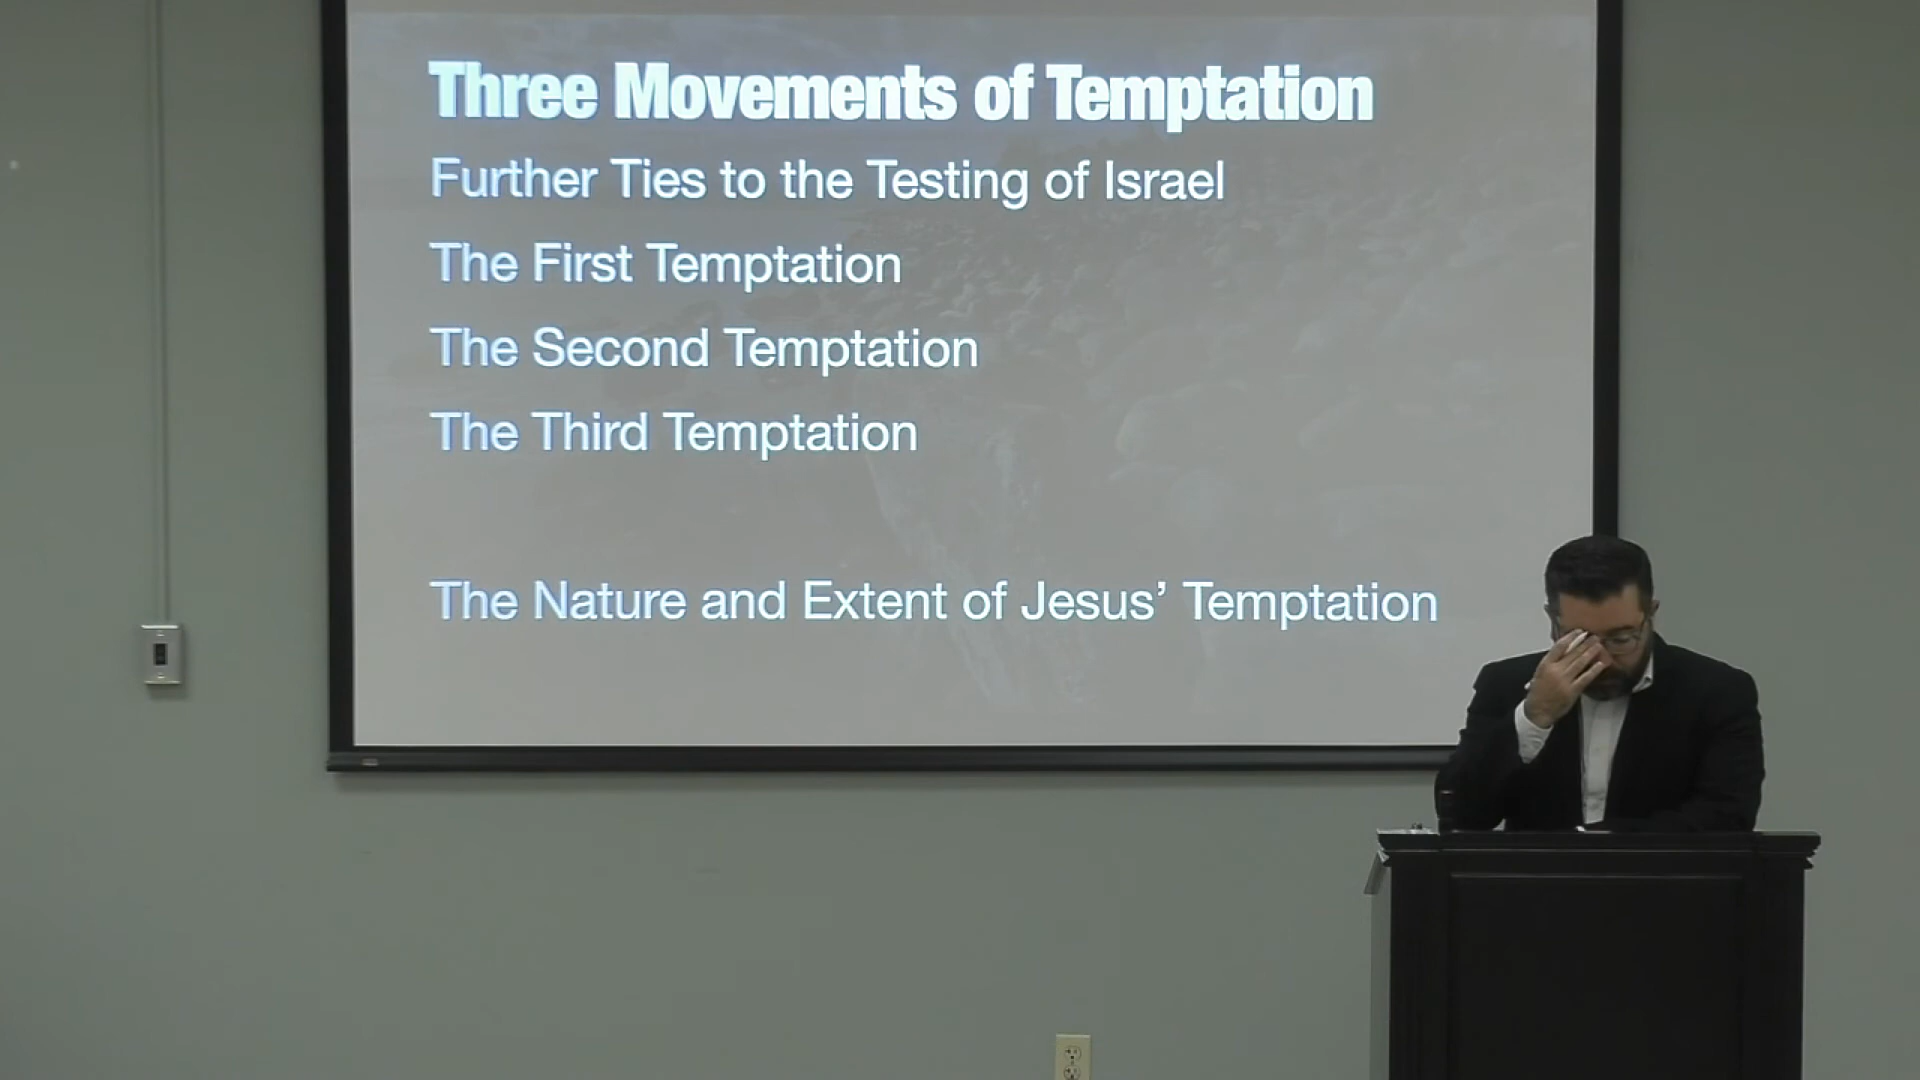 Three Movements of Temptation
Further Ties to the Testing of Israel
The First Temptation
The Second Temptation
The Third Temptation
The Nature and Extent of Jesus’ Temptation